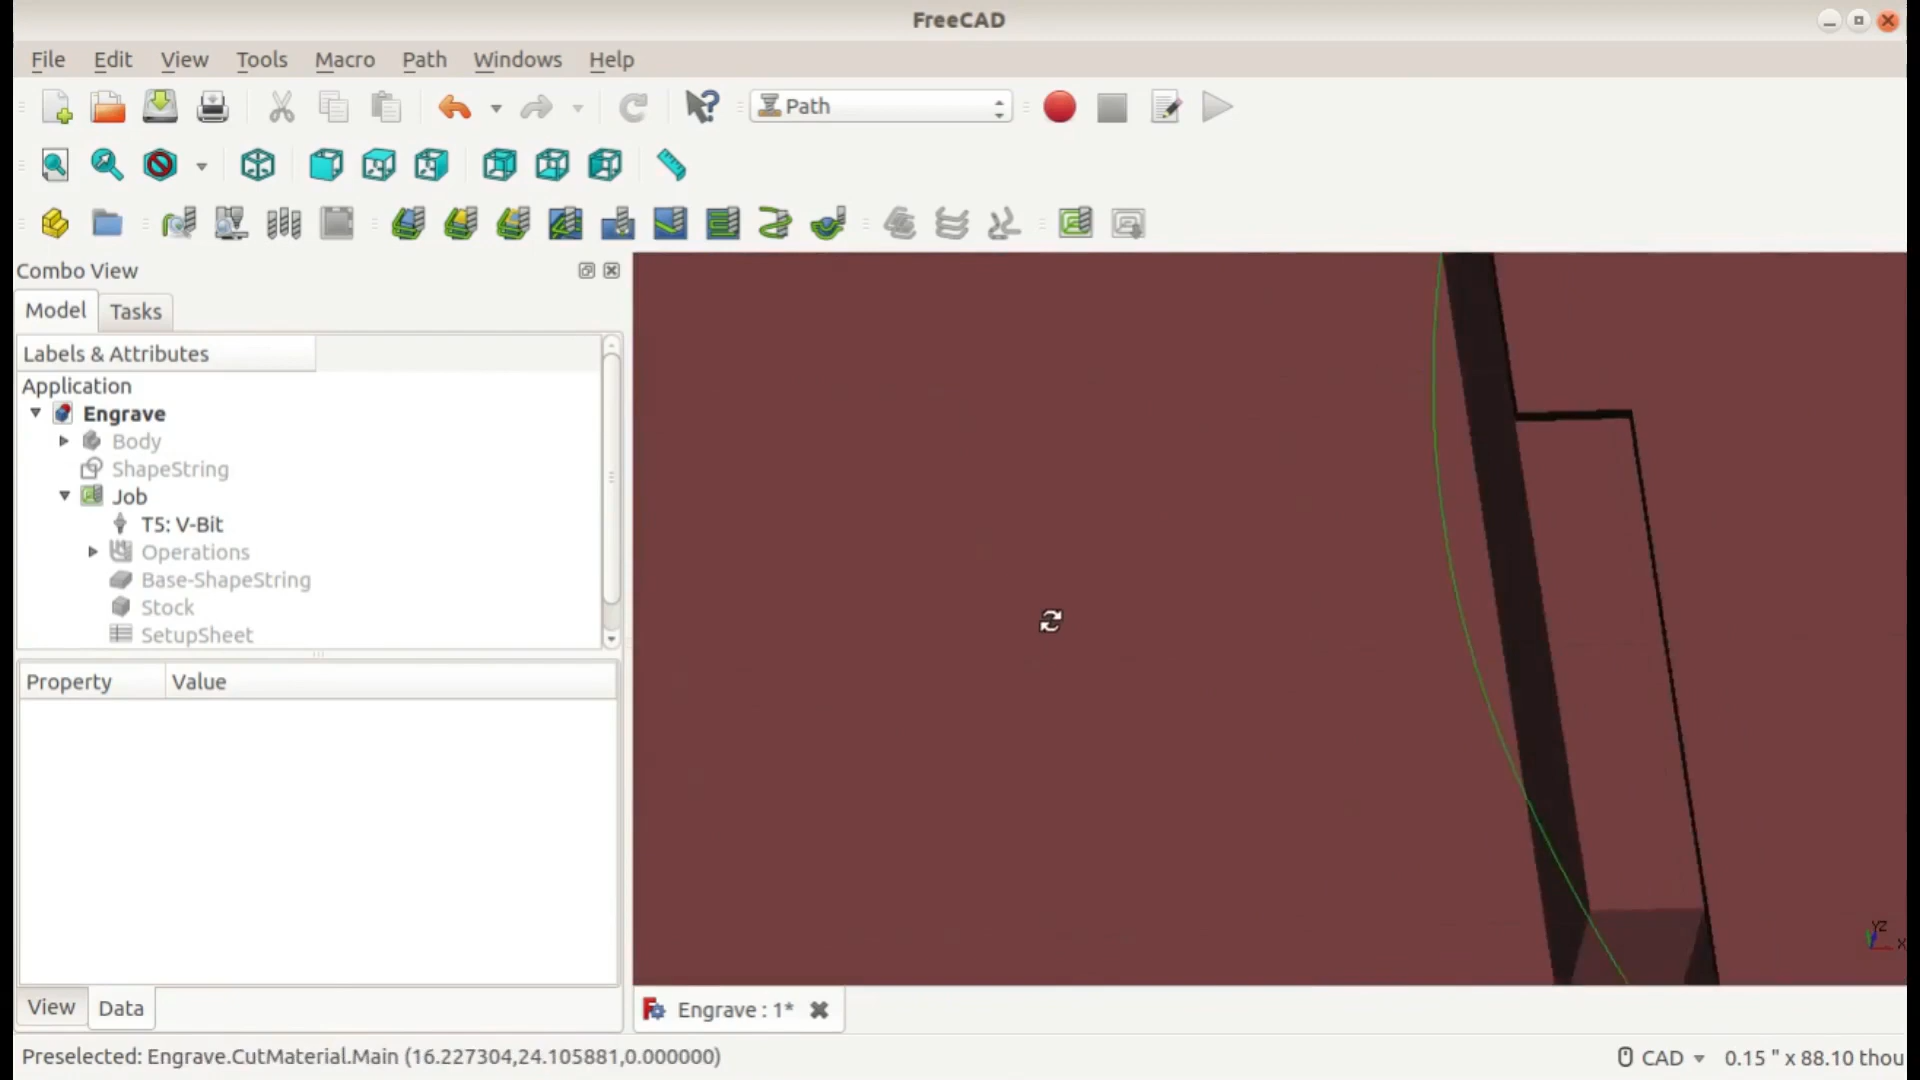 FreeCAD
File Edit View Tools Macro Path Windows Help
Path
Combo View
Model Tasks
Labels & Attributes
Application
Engrave
Body
ShapeString
Job
T5: V-Bit
Operations
Base-ShapeString
Stock
SetupSheet
Property Value
YZ
X
View Data
Engrave : 1*
Preselected: Engrave.CutMaterial.Main (16.227304,24.105881,0.000000)
CAD 0.15 " x 88.10 thou